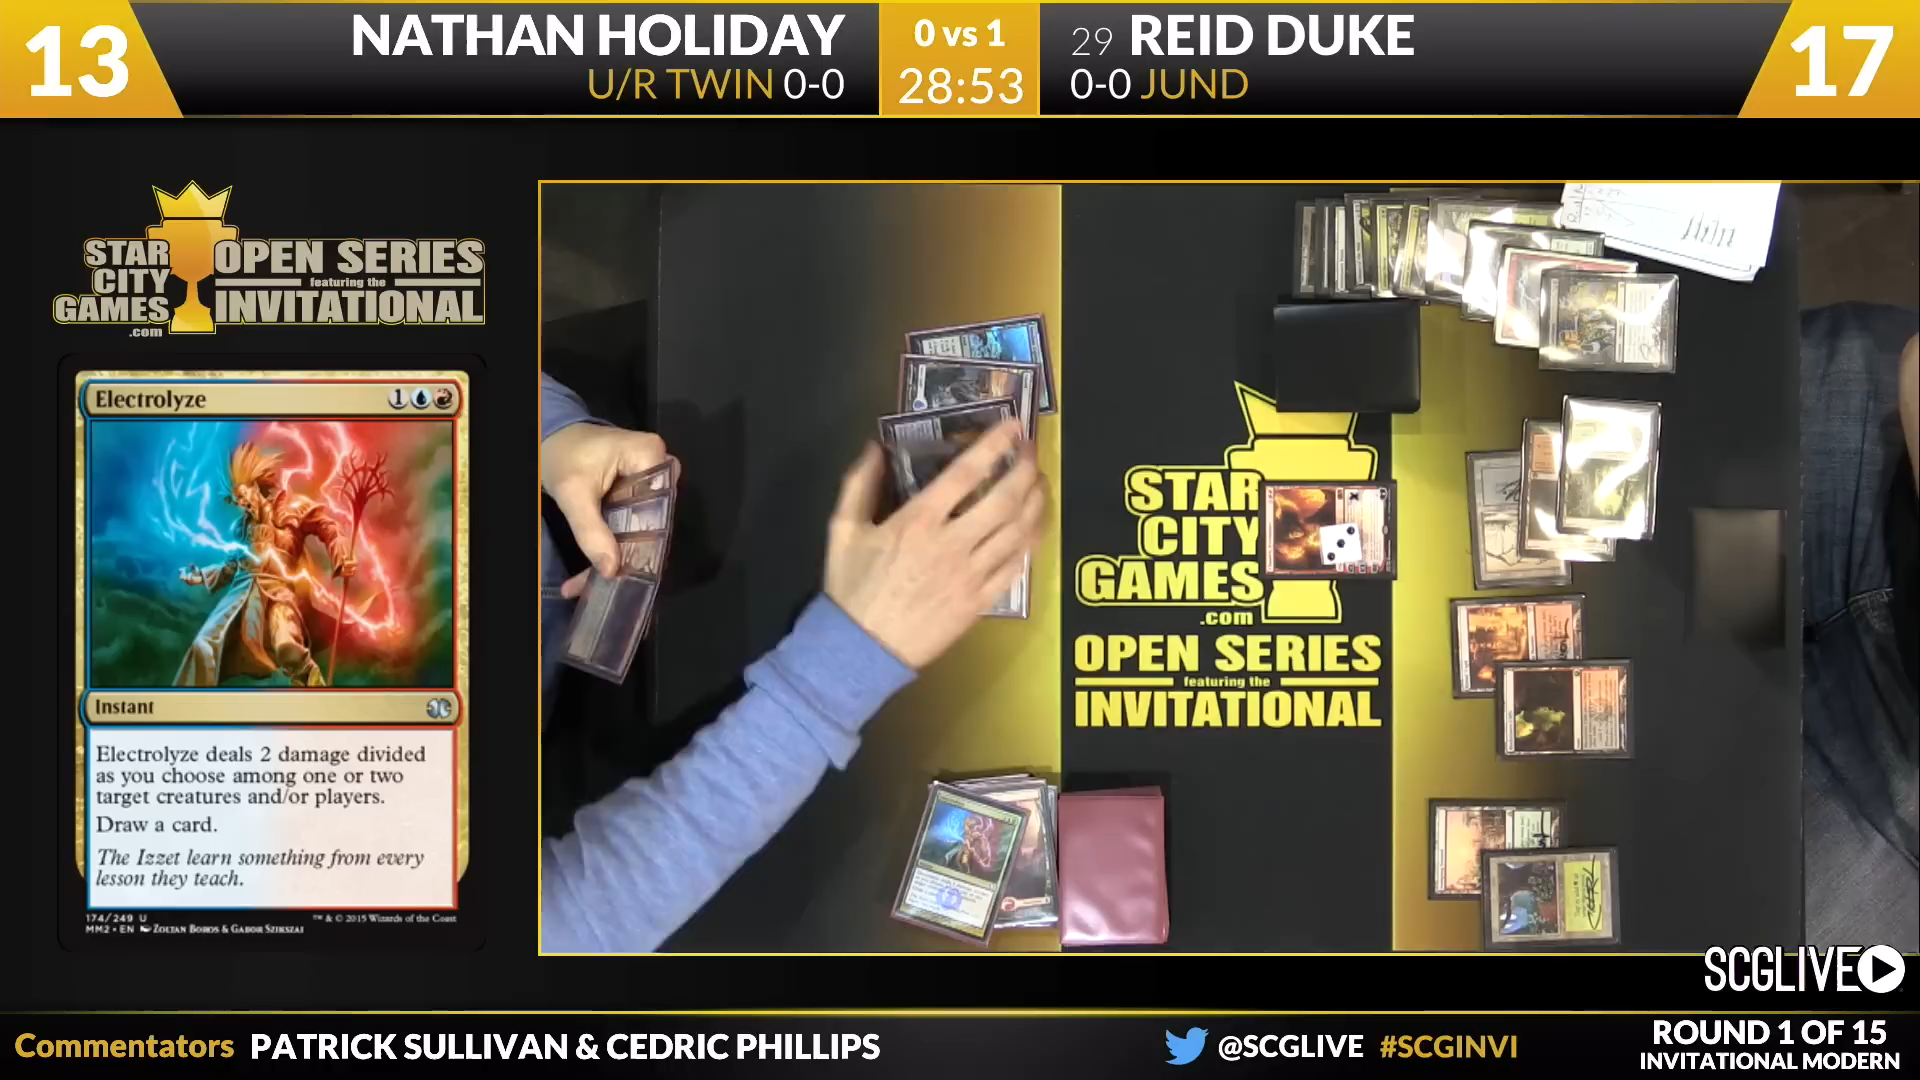 13
NATHAN HOLIDAY
U/R TWIN 0-0
0 vs 1
28:53
29 REID DUKE
0-0 JUND
17
STAR CITY GAMES .com
OPEN SERIES
featuring the
INVITATIONAL
Electrolyze
1
Instant
Electrolyze deals 2 damage divided
as you choose among one or two
target creatures and/or players.
Draw a card.
The Izzet learn something from every
lesson they teach.
174/249 U
MM2 • EN Zoltan Boros & Gabor Szikszai
™ & © 2015 Wizards of the Coast
STAR
CITY
GAMES
.com
OPEN SERIES
featuring the
INVITATIONAL
SCGLIVE
Commentators PATRICK SULLIVAN & CEDRIC PHILLIPS
@SCGLIVE #SCGINVI
ROUND 1 OF 15
INVITATIONAL MODERN